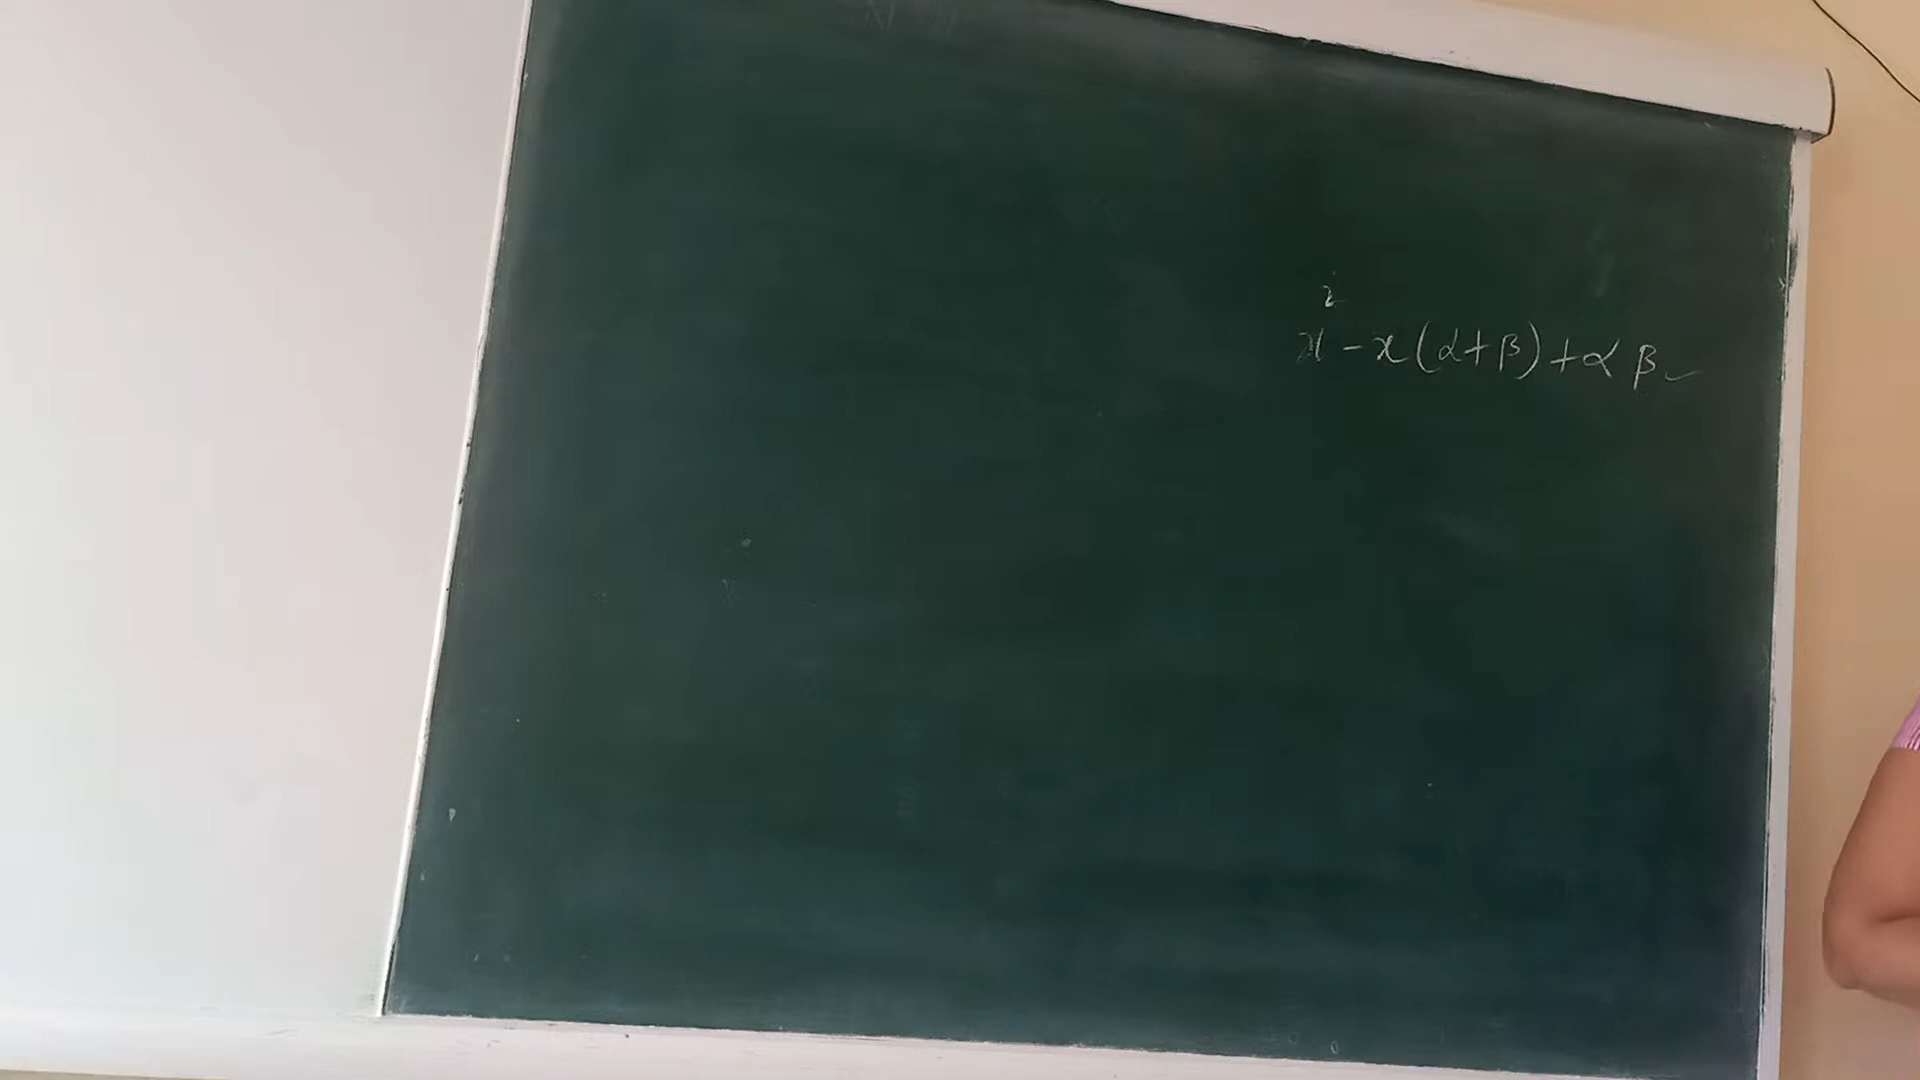 x² - x(α+β) + αβ